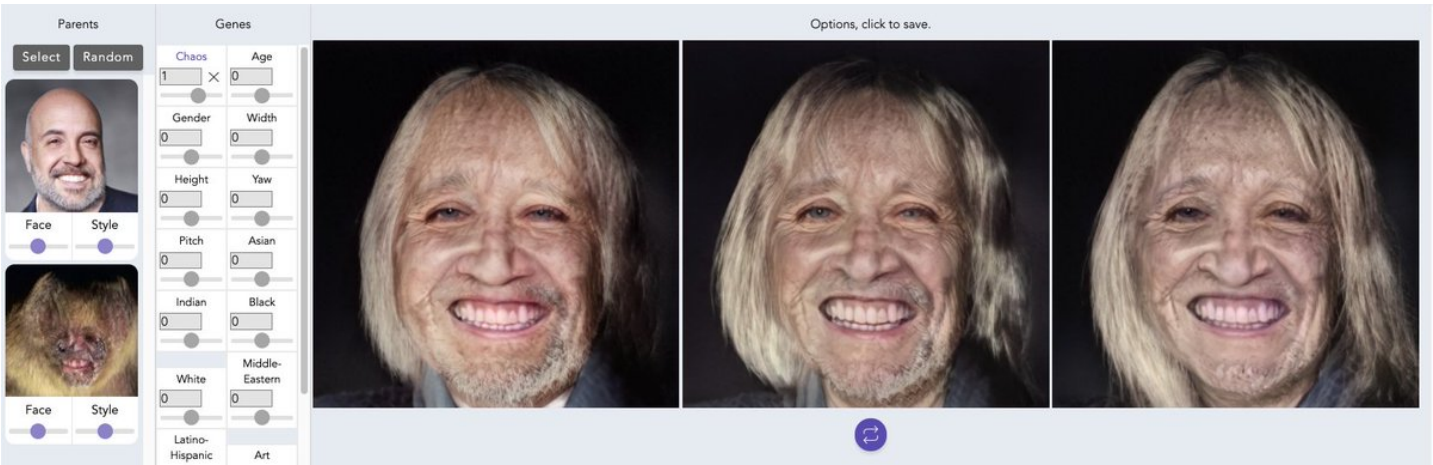 Parents
Genes
Options, click to save.
Select
Random
Chaos
Age
1
0
Gender
Width
0
0
Height
Yaw
0
0
Pitch
Asian
0
0
Indian
Black
0
0
White
Middle-
Eastern
0
0
Latino-
Hispanic
Art
Face
Style
Face
Style